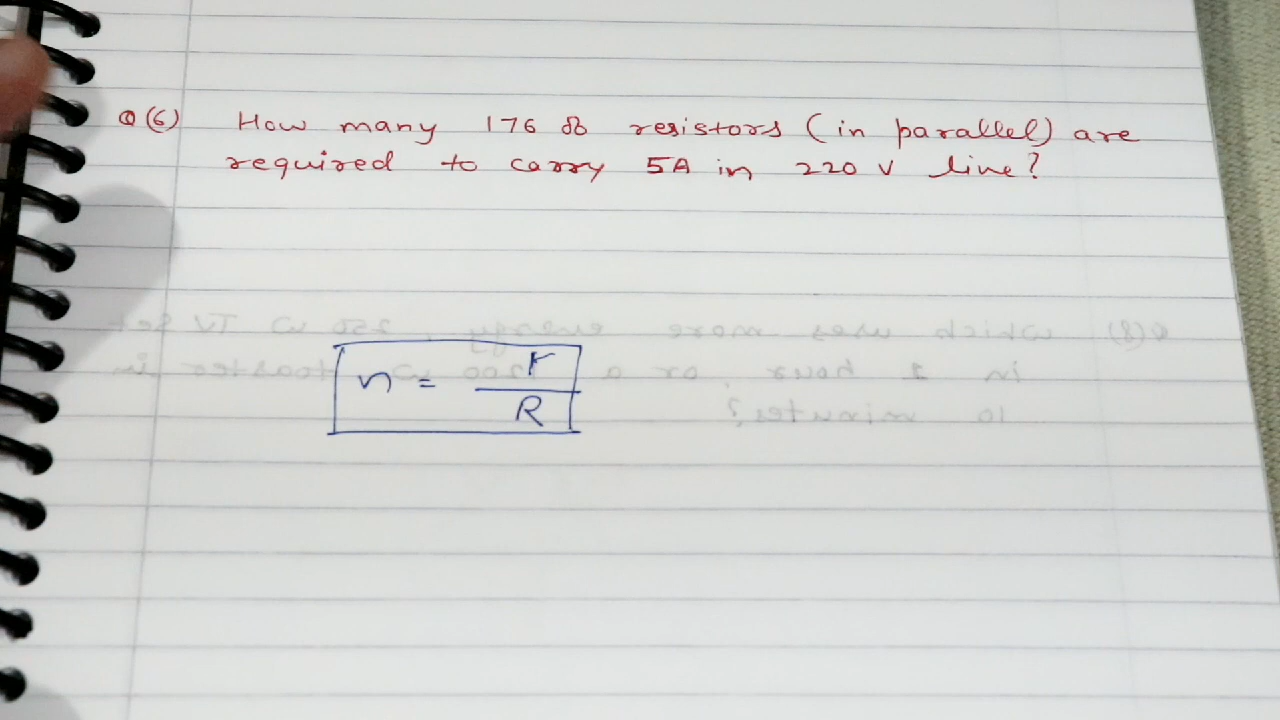 Q (6) How many 176 Ω resistors (in parallel) are
required to carry 5A in 220 V line?
n = r
R